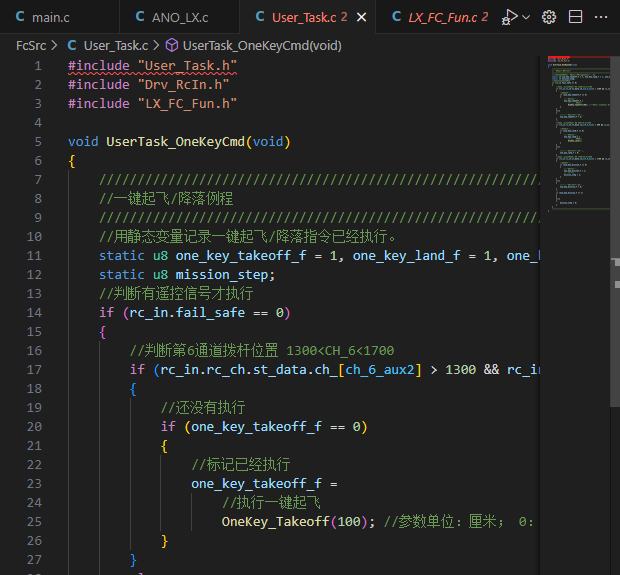 main.c ANO_LX.c User_Task.c 2 LX_FC_Fun.c 2
FcSrc > User_Task.c > UserTask_OneKeyCmd(void)
1 #include "User_Task.h"
2 #include "Drv_RcIn.h"
3 #include "LX_FC_Fun.h"
4
5 void UserTask_OneKeyCmd(void)
6 {
7 //////////////////////////////////////////////////////////
8 //一键起飞/降落例程
9 //////////////////////////////////////////////////////////
10 //用静态变量记录一键起飞/降落指令已经执行。
11 static u8 one_key_takeoff_f = 1, one_key_land_f = 1, one_k
12 static u8 mission_step;
13 //判断有遥控信号才执行
14 if (rc_in.fail_safe == 0)
15 {
16 //判断第6通道拨杆位置 1300<CH_6<1700
17 if (rc_in.rc_ch.st_data.ch_[ch_6_aux2] > 1300 && rc_in
18 {
19 //还没有执行
20 if (one_key_takeoff_f == 0)
21 {
22 //标记已经执行
23 one_key_takeoff_f =
24 //执行一键起飞
25 OneKey_Takeoff(100); //参数单位：厘米； 0：
26 }
27 }